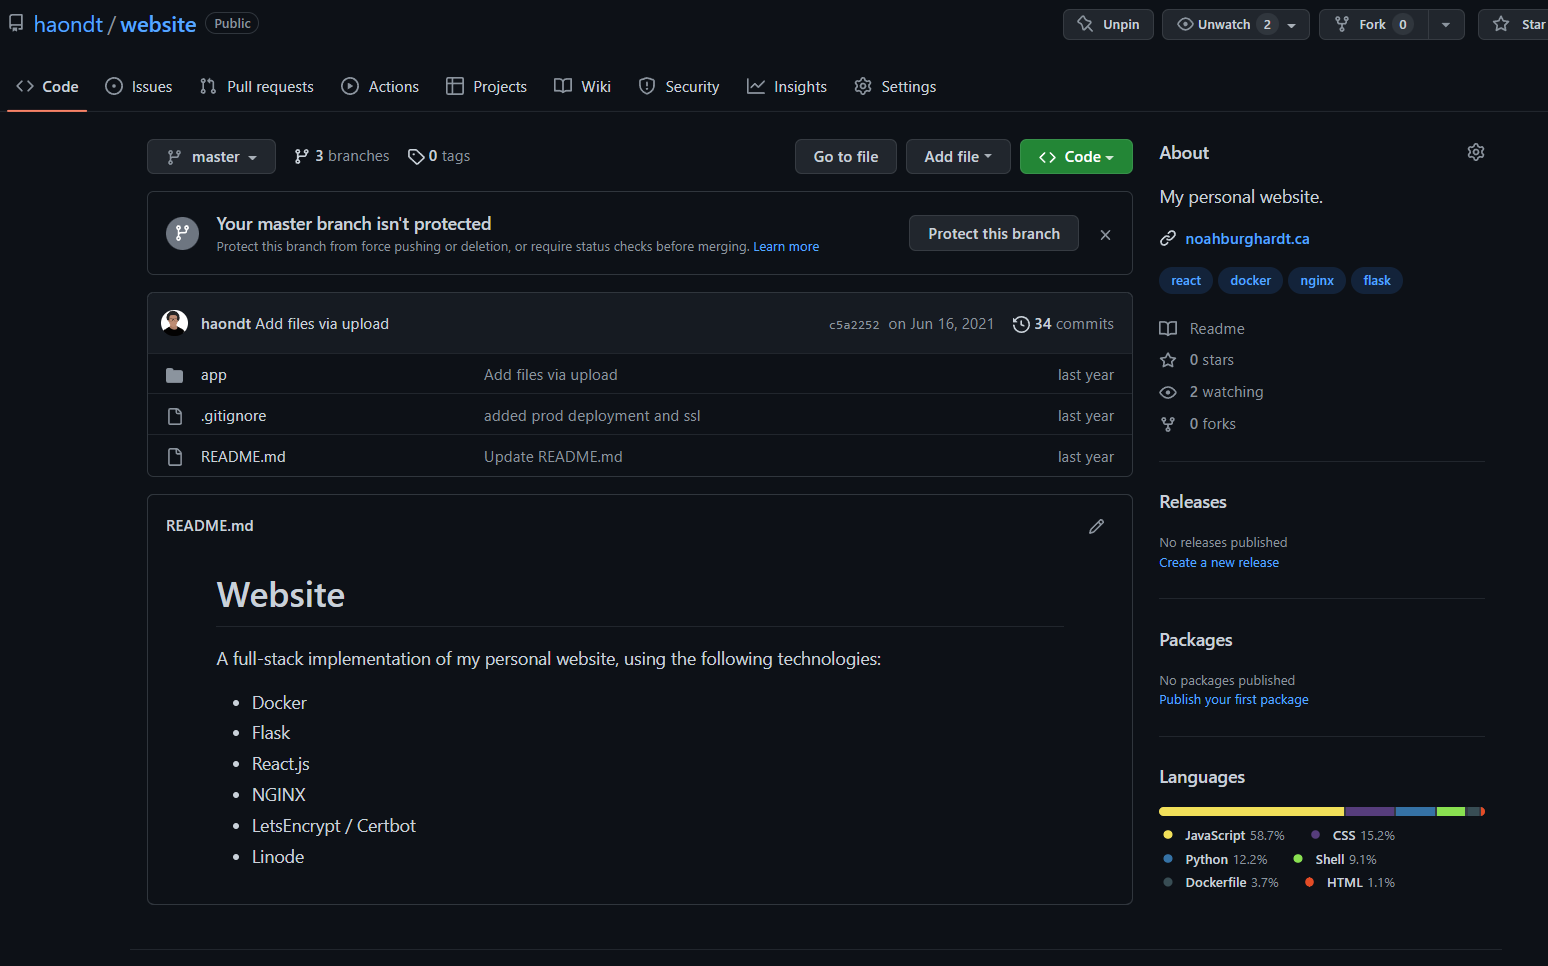 haondt / website Public
Unpin Unwatch 2 Fork 0 Star
Code Issues Pull requests Actions Projects Wiki Security Insights Settings
master 3 branches 0 tags Go to file Add file Code
Your master branch isn't protected
Protect this branch from force pushing or deletion, or require status checks before merging. Learn more
Protect this branch
haondt Add files via upload c5a2252 on Jun 16, 2021 34 commits
app Add files via upload last year
.gitignore added prod deployment and ssl last year
README.md Update README.md last year
README.md
Website
A full-stack implementation of my personal website, using the following technologies:
Docker
Flask
React.js
NGINX
LetsEncrypt / Certbot
Linode
About
My personal website.
noahburghardt.ca
react docker nginx flask
Readme
0 stars
2 watching
0 forks
Releases
No releases published
Create a new release
Packages
No packages published
Publish your first package
Languages
JavaScript 58.7% CSS 15.2%
Python 12.2% Shell 9.1%
Dockerfile 3.7% HTML 1.1%